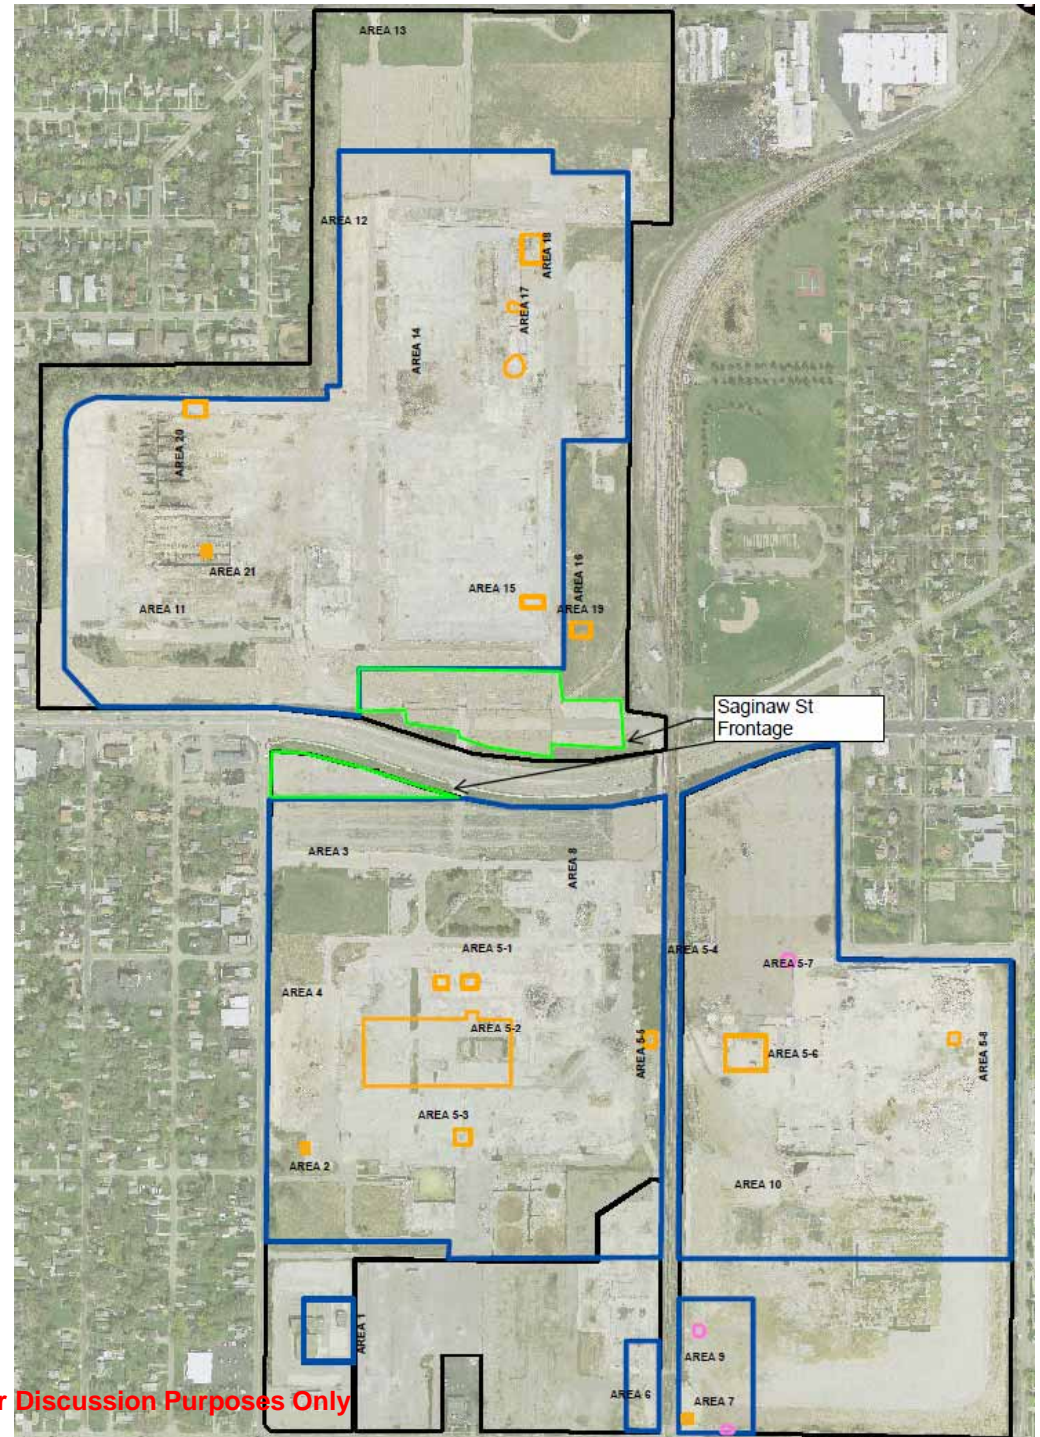 AREA 13
AREA 12
AREA 18
AREA 17
AREA 14
AREA 20
AREA 21
AREA 11
AREA 15
AREA 16
AREA 19
Saginaw St
Frontage
AREA 3
AREA 8
AREA 5-1
AREA 5-4
AREA 5-7
AREA 4
AREA 5-2
AREA 5-5
AREA 5-6
AREA 5-8
AREA 5-3
AREA 2
AREA 10
AREA 1
AREA 9
AREA 6
AREA 7
r Discussion Purposes Only